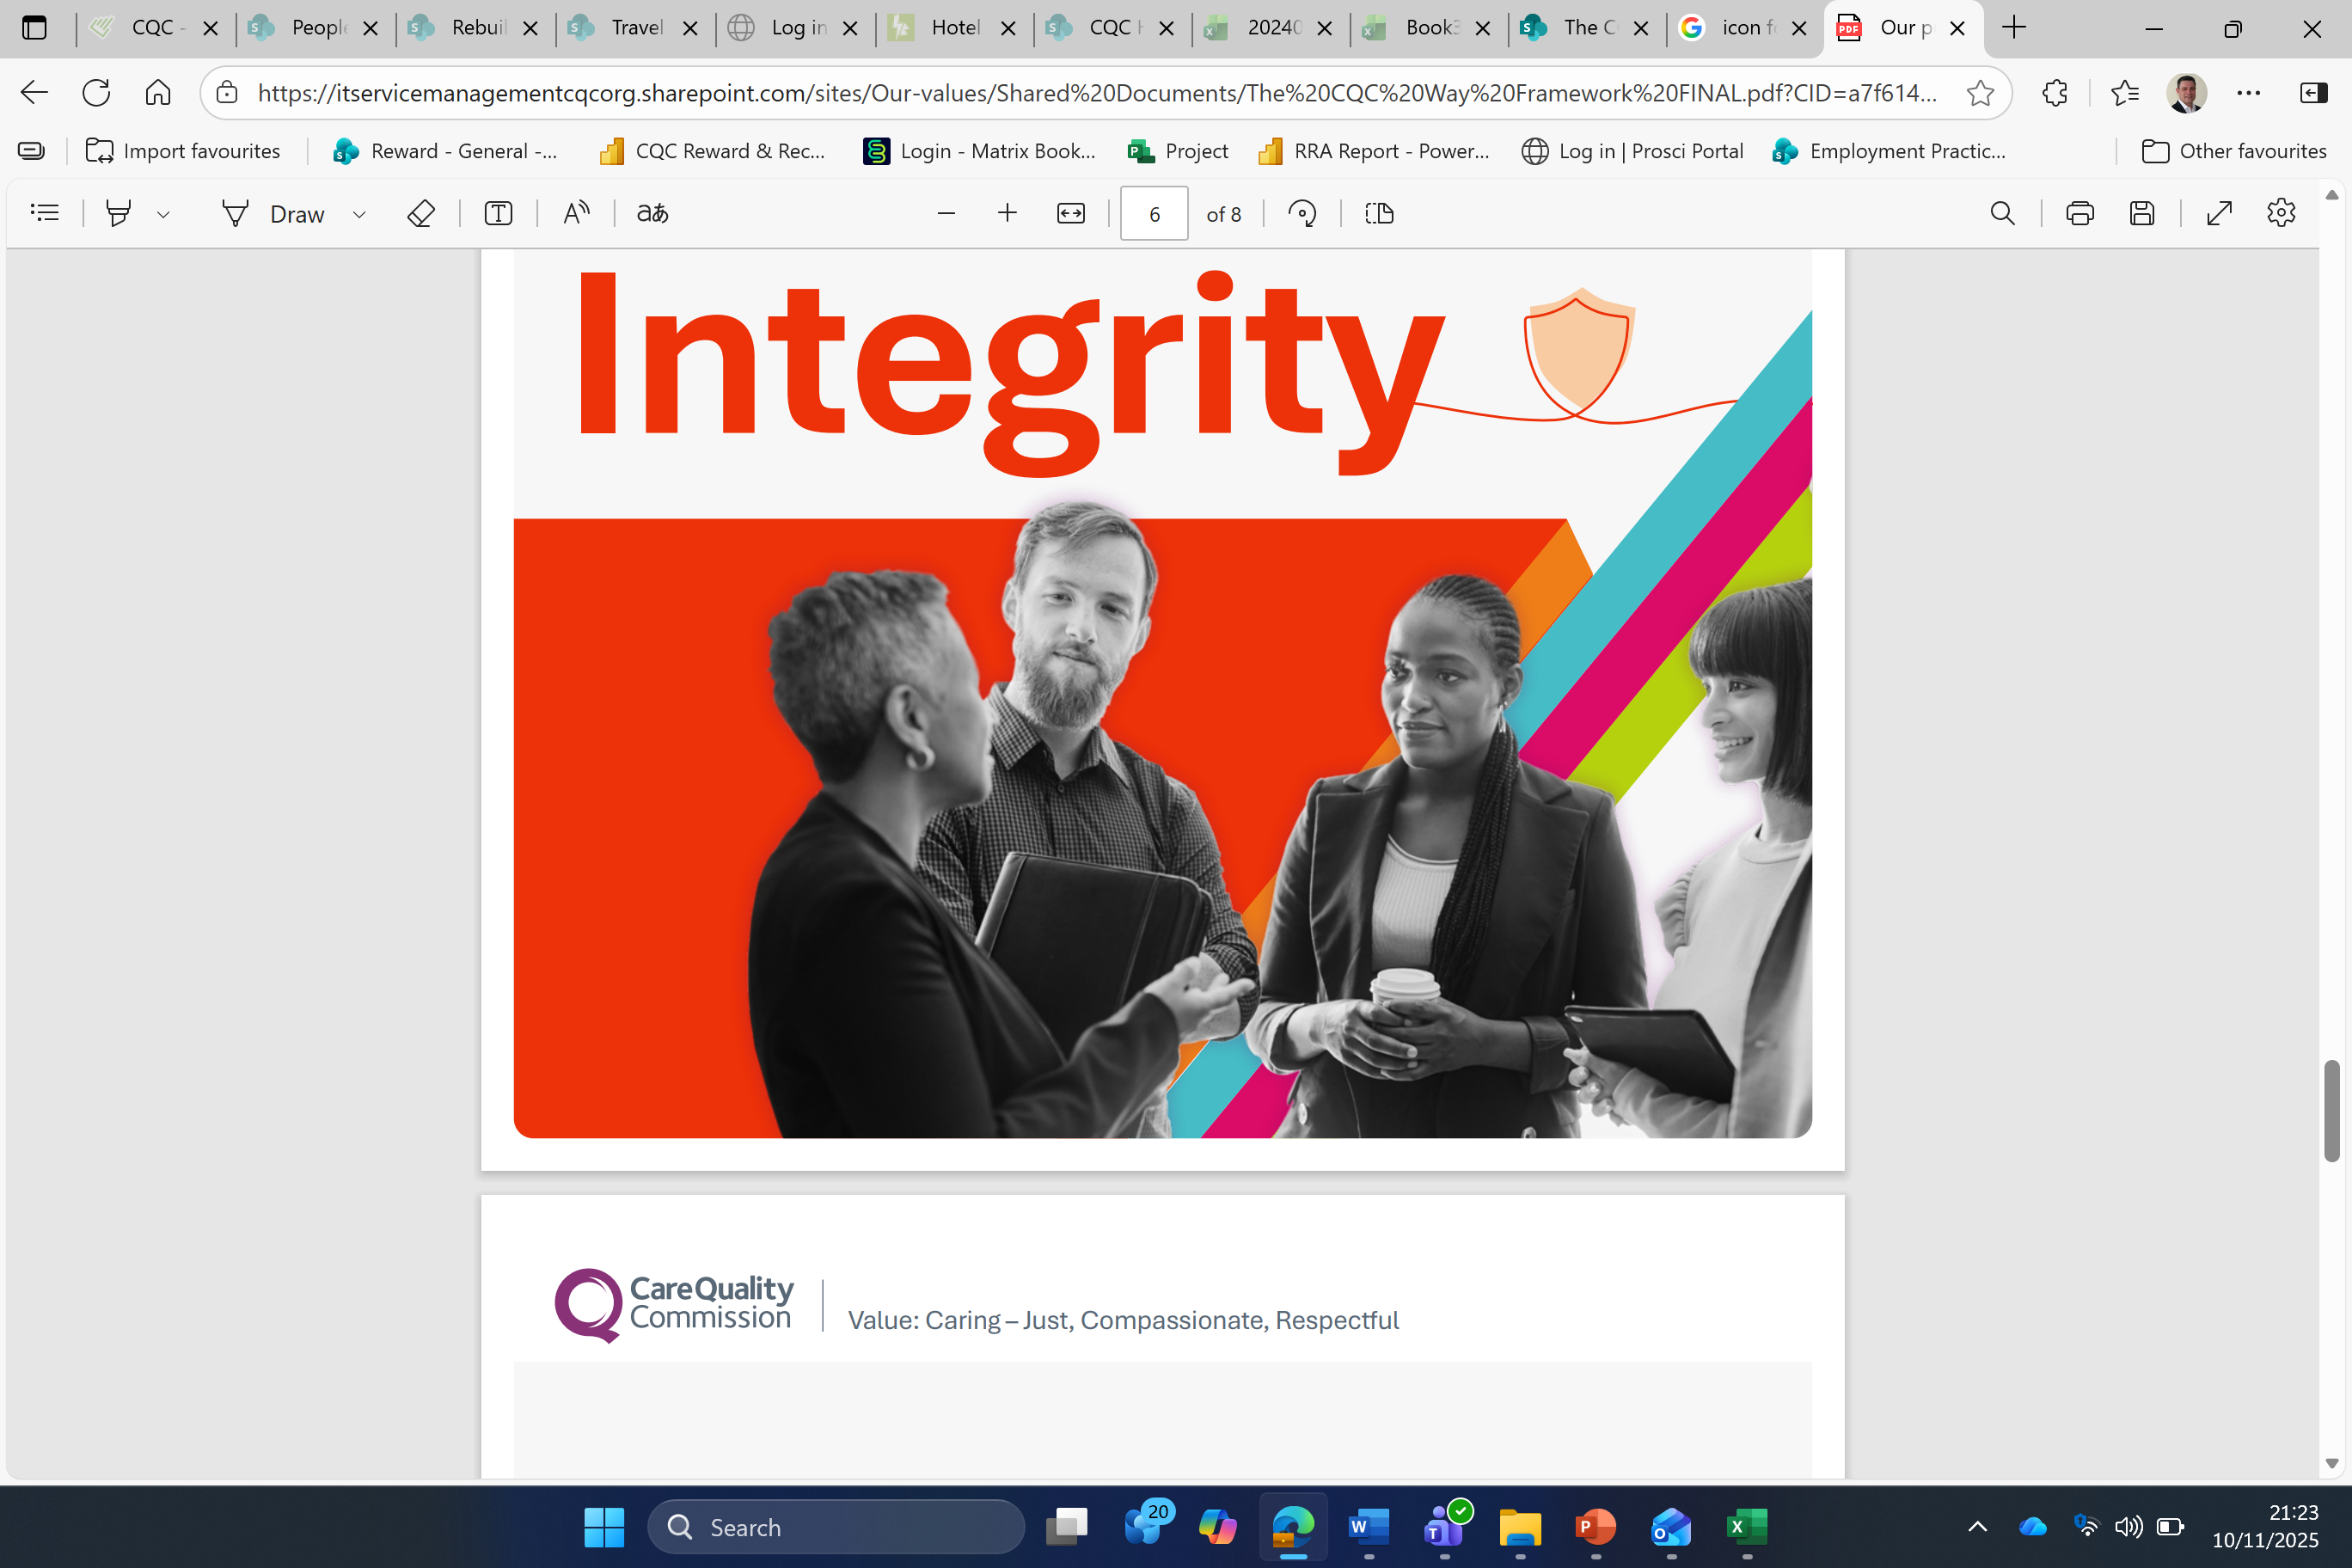 CQC -
People
Rebuil
Travel
Log in
Hotel
CQC H
20240
Book3
The C
icon f
Our p
https://itservicemanagementcqcorg.sharepoint.com/sites/Our-values/Shared%20Documents/The%20CQC%20Way%20Framework%20FINAL.pdf?CID=a7f614...
Import favourites
Reward - General -...
CQC Reward & Rec...
Login - Matrix Book...
Project
RRA Report - Power...
Log in | Prosci Portal
Employment Practic...
Other favourites
Draw
6 of 8
Integrity
CareQuality
Commission
Value: Caring – Just, Compassionate, Respectful
Search
20
21:23
10/11/2025